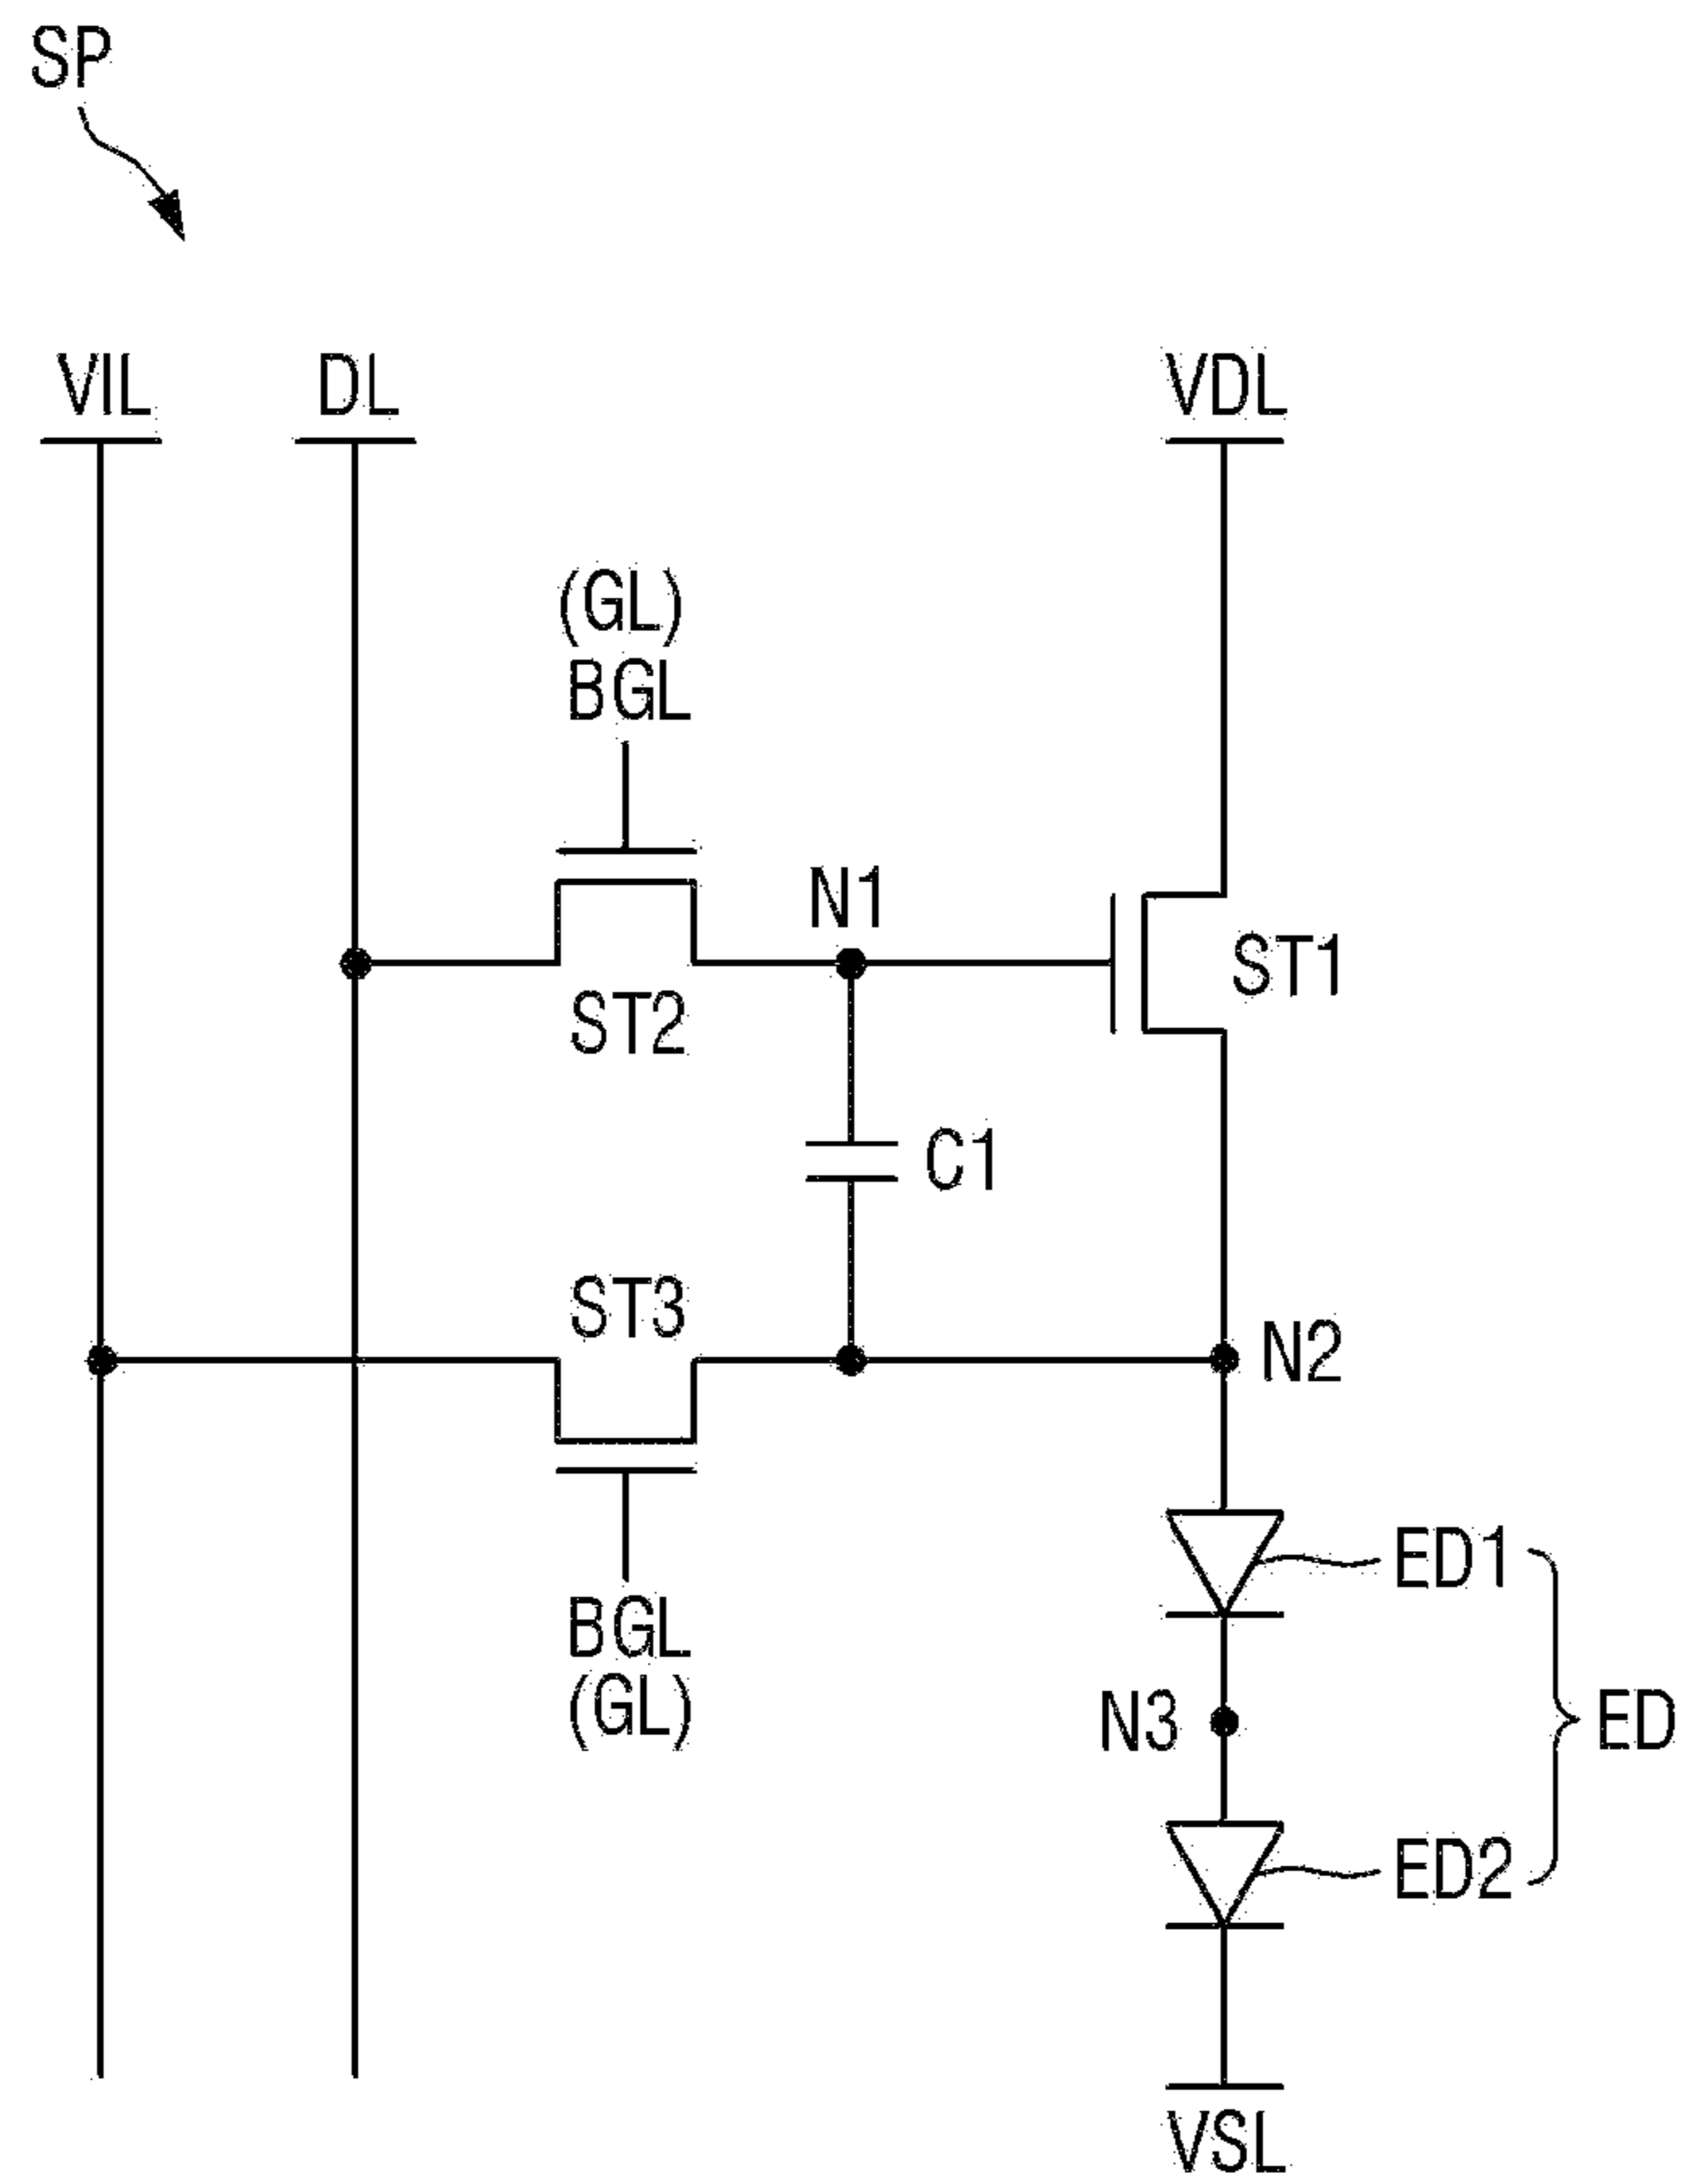 SP
VIL
DL
VDL
(GL)
BGL
N1
ST1
ST2
C1
ST3
N2
ED1
BGL
(GL)
N3
ED
ED2
VSL